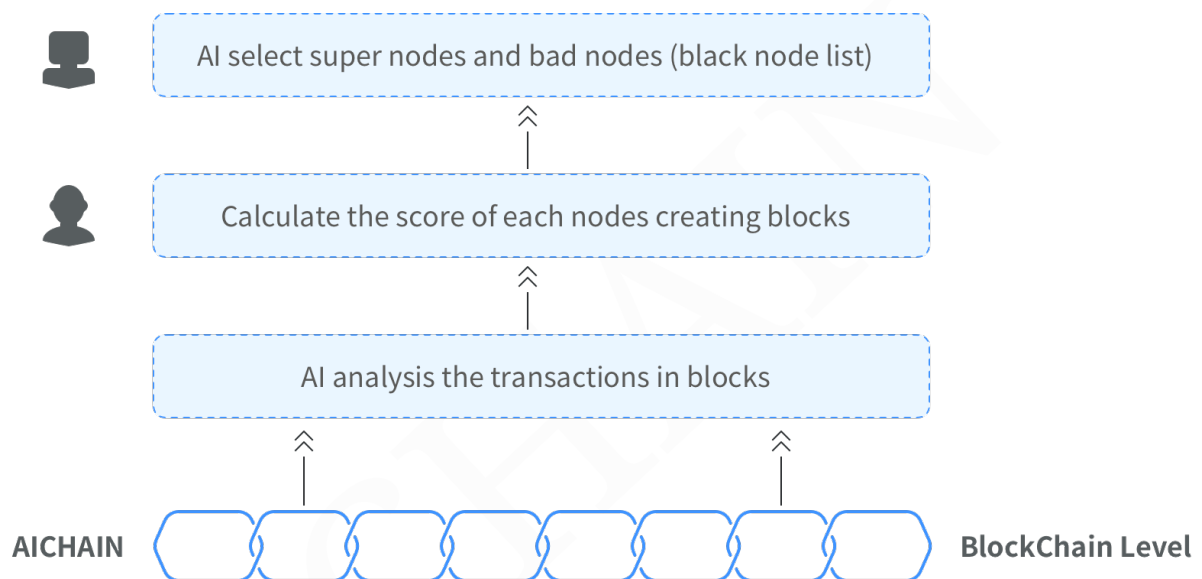 AI select super nodes and bad nodes (black node list)
Calculate the score of each nodes creating blocks
AI analysis the transactions in blocks
AICHAIN
BlockChain Level